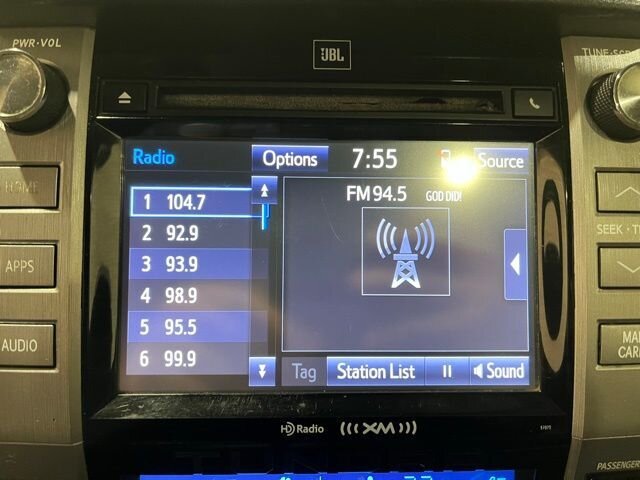 PWR·VOL
JBL
TUNE·SCR
HOME
Radio
Options
7:55
Source
1 104.7
FM 94.5 GOD DID!
2 92.9
3 93.9
SEEK·T
APPS
4 98.9
5 95.5
AUDIO
6 99.9
Tag
Station List
Sound
HD Radio
(((XM)))
PASSENGER